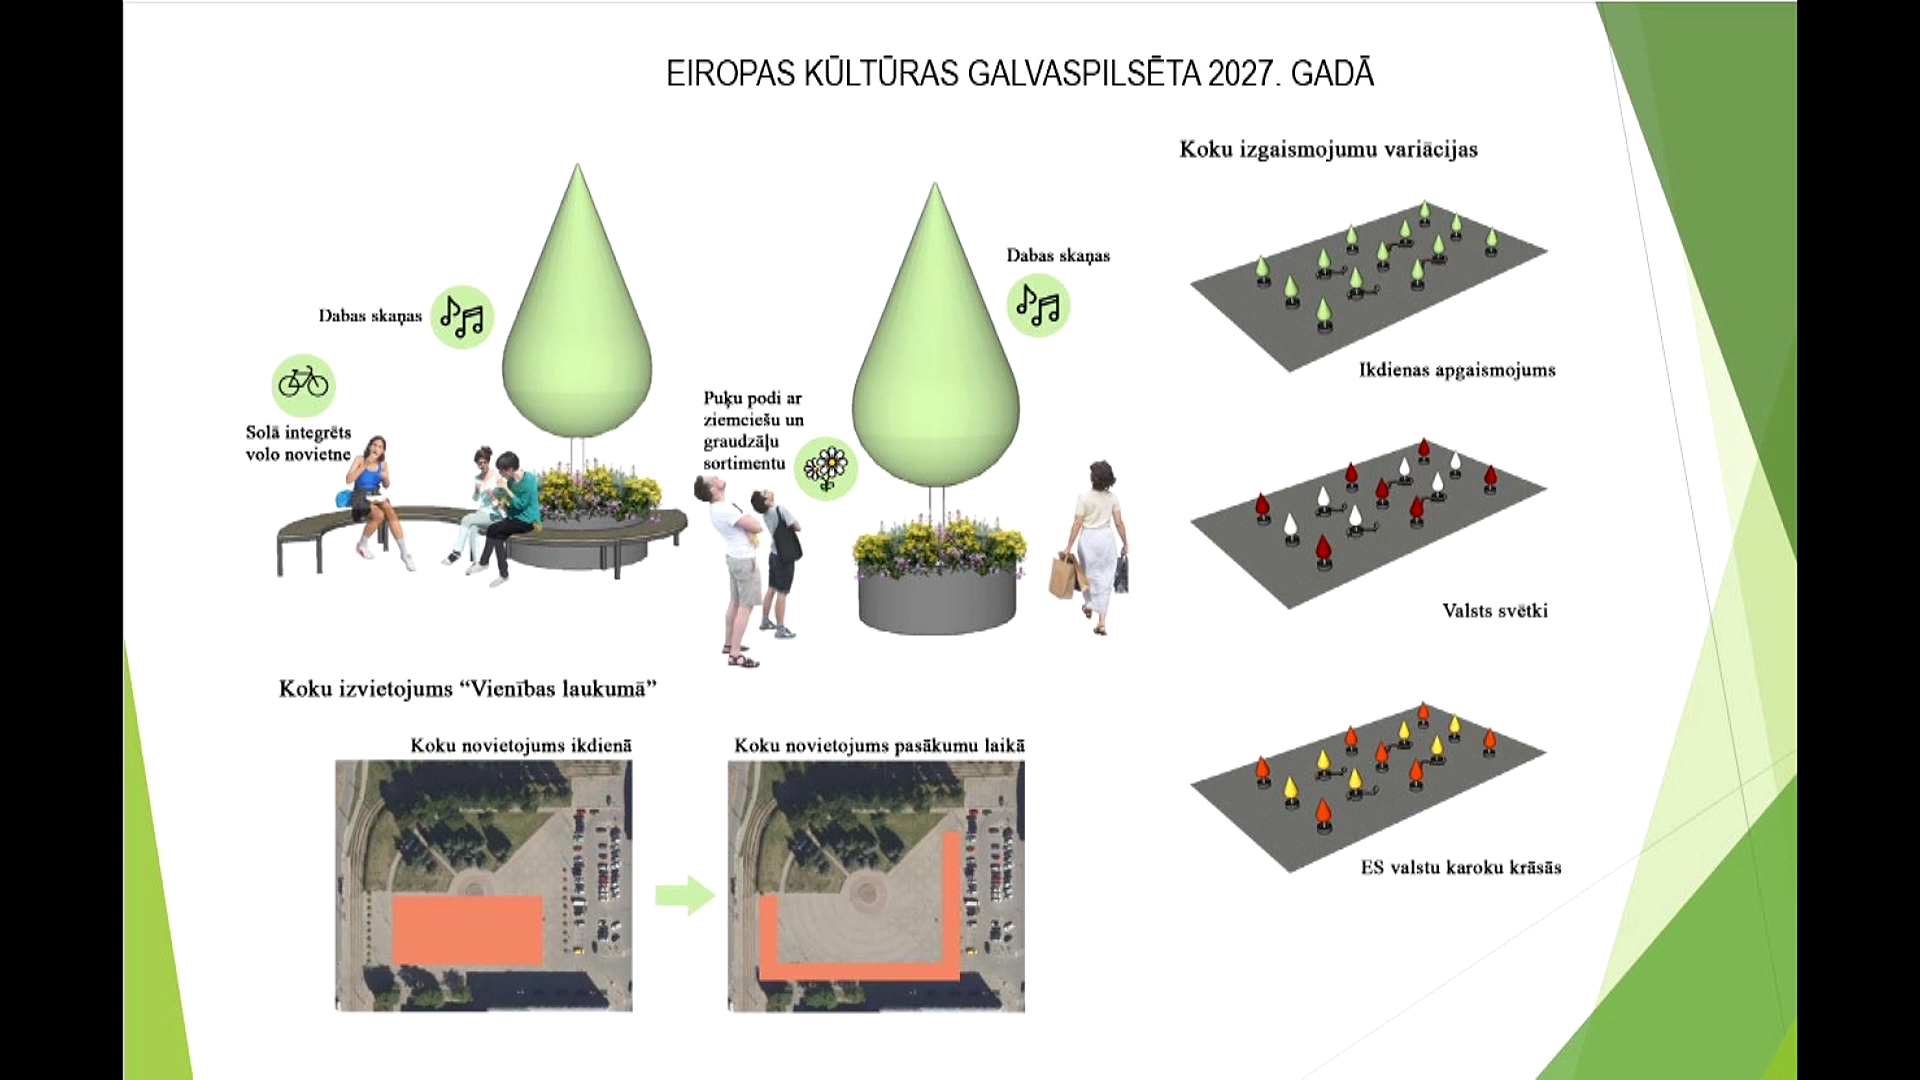 EIROPAS KŪLTŪRAS GALVASPILSĒTA 2027. GADĀ
Koku izgaismojumu variācijas
Dabas skaņas
Dabas skaņas
Solā integrēts
velo novietne
Puķu podi ar
ziemciešu un
graudzāļu
sortimentu
Ikdienas apgaismojums
Valsts svētki
ES valstu karoku krāsās
Koku izvietojums “Vienības laukumā”
Koku novietojums ikdienā
Koku novietojums pasākumu laikā